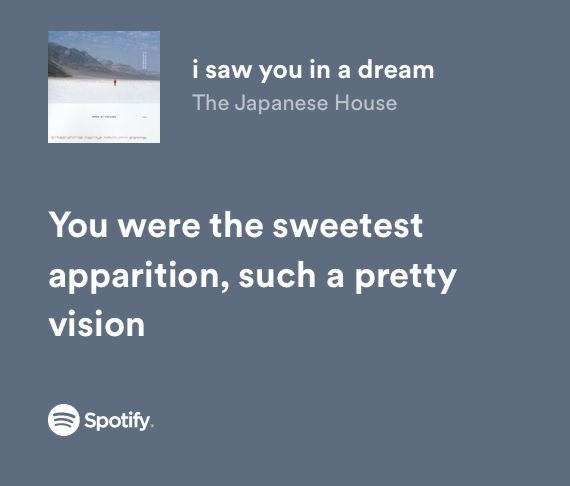 i saw you in a dream
The Japanese House
You were the sweetest
apparition, such a pretty
vision
Spotify